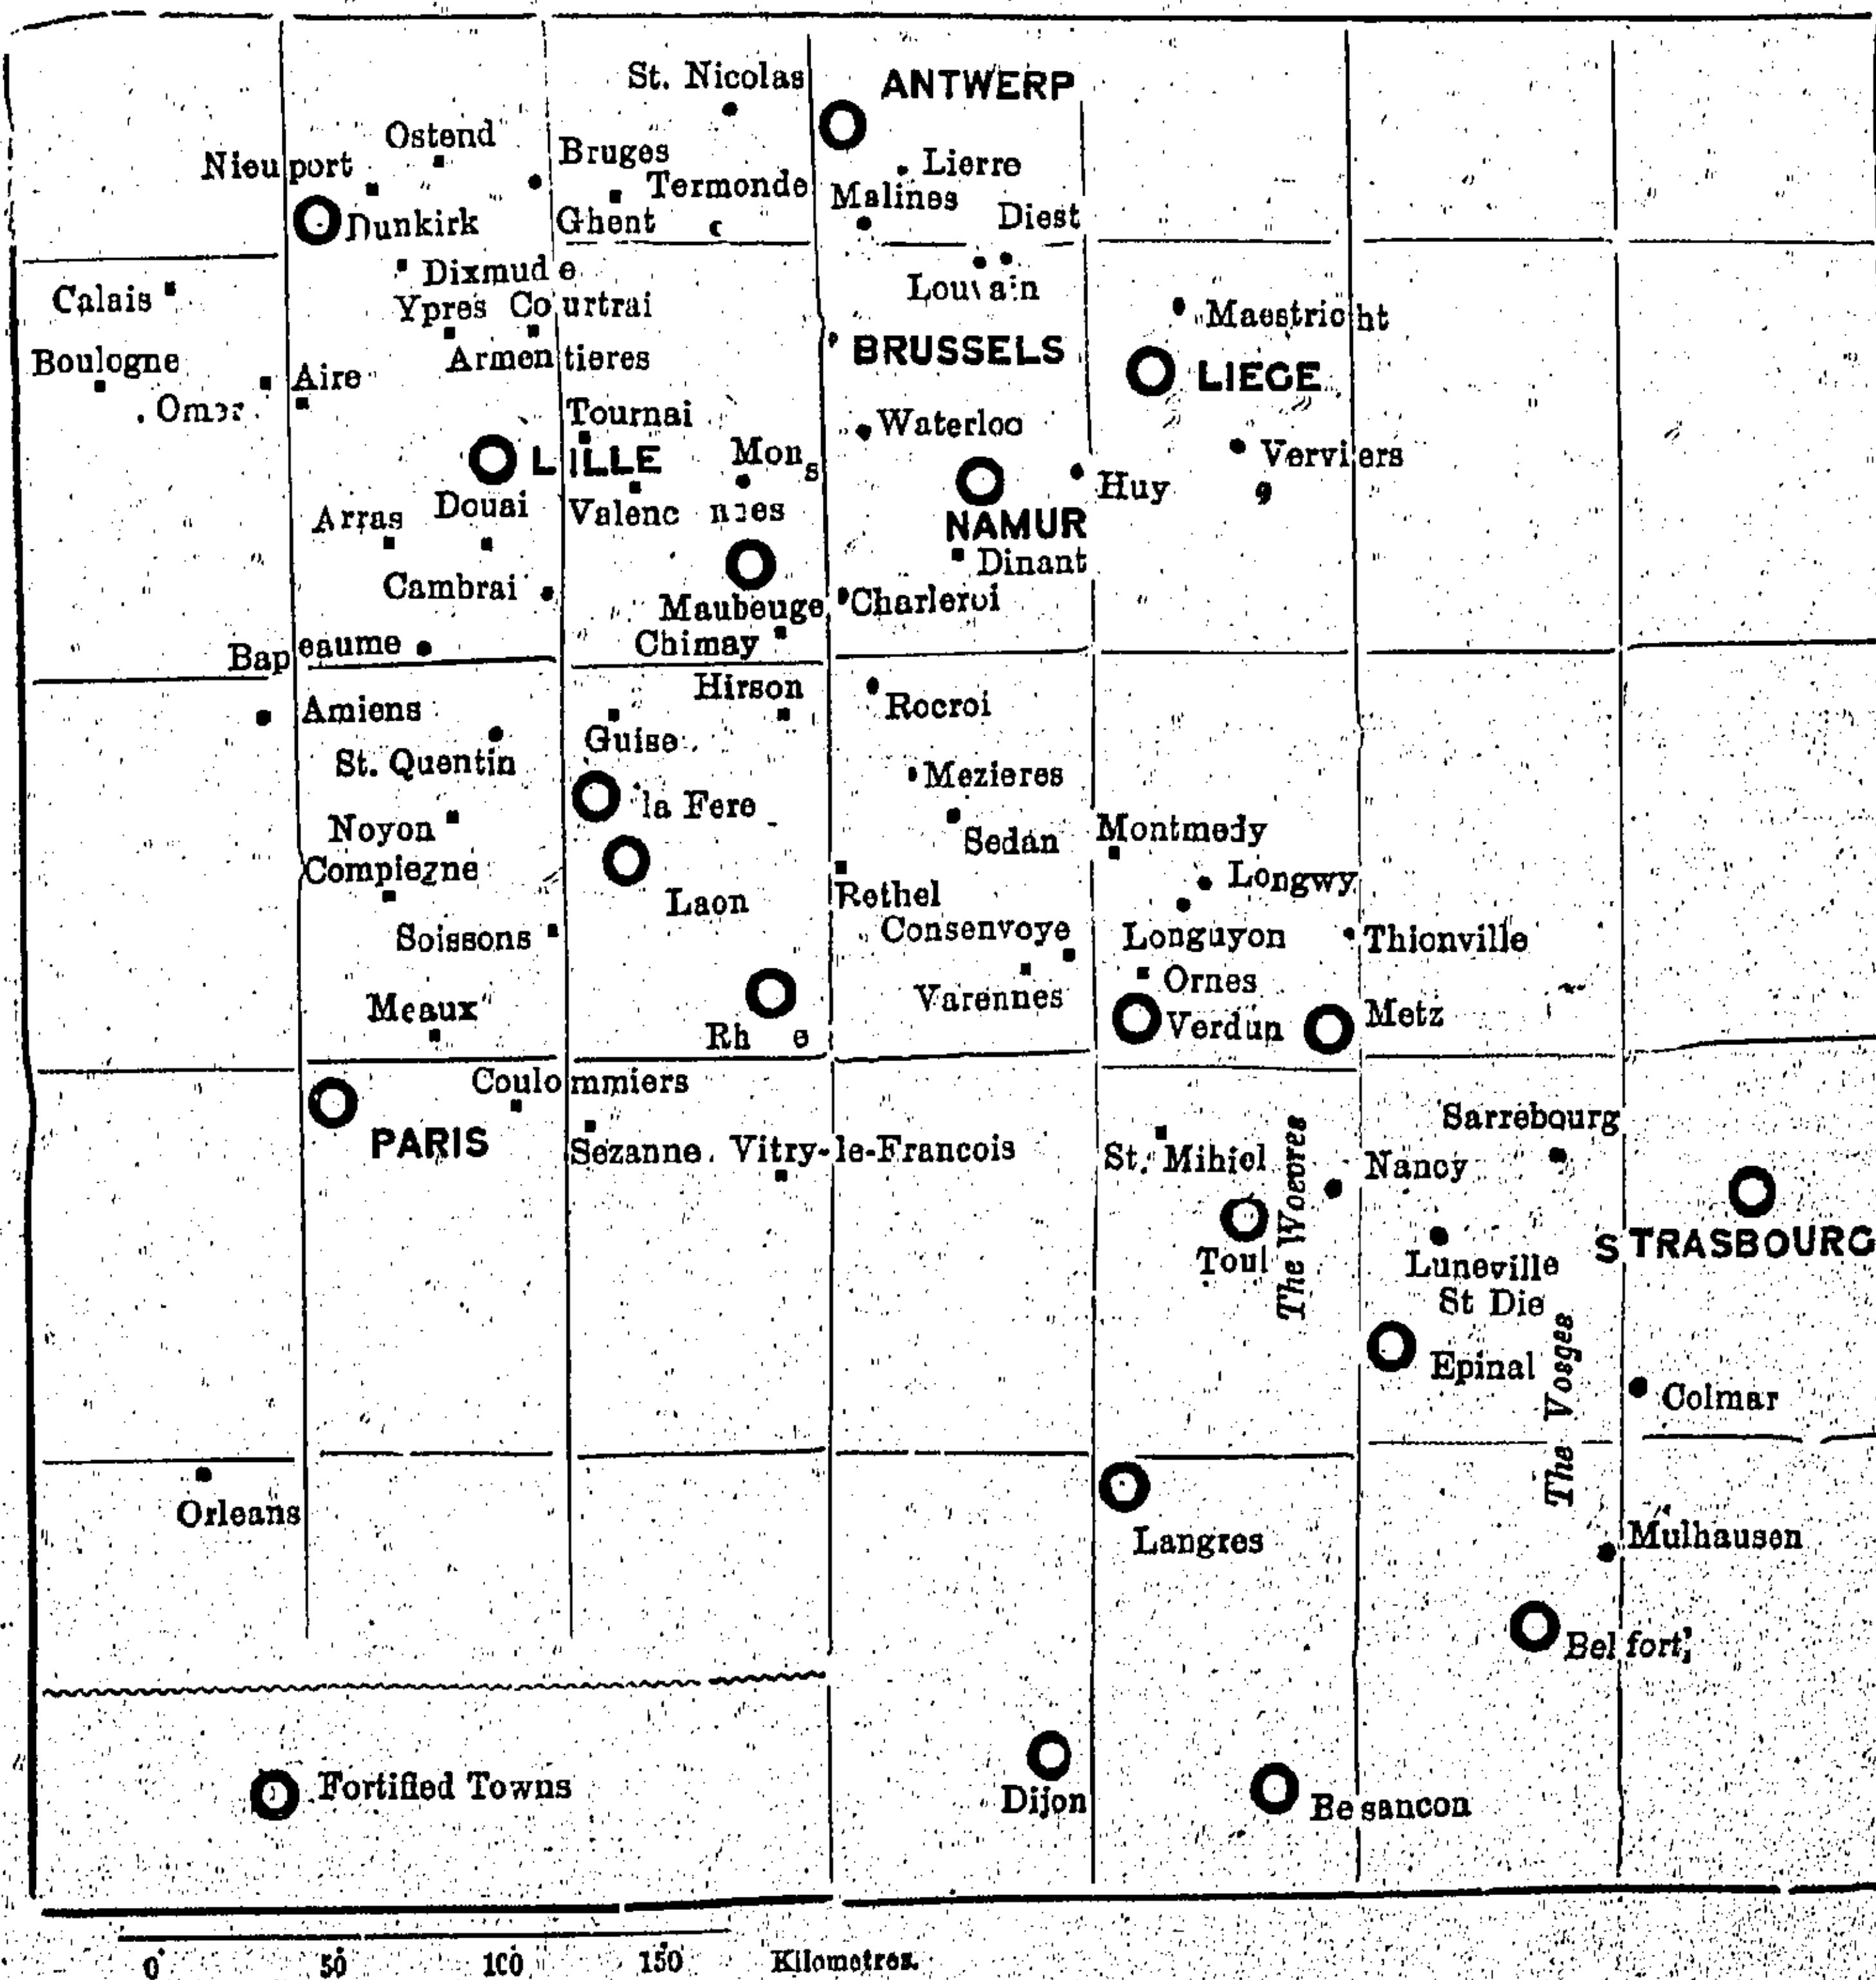 St. Nicolas
ANTWERP
Ostend
Bruges
Nieuport
Lierre
Termonde
Malines
Dunkirk
Ghent
Diest
Dixmude
Calais
Louvain
Ypres Courtrai
Maestricht
BRUSSELS
Boulogne
Armentieres
Aire
LIEGE
Omer
Tournai
Waterloo
LILLE
Mons
Verviers
Huy
Douai
Valenc
Arras
NAMUR
Dinant
Cambrai
Maubeuge
Charleroi
Chimay
Bapeaume
Hirson
Rocroi
Amiens
Guise
St. Quentin
Mezieres
la Fere
Noyon
Sedan
Montmedy
Compiegne
Longwy
Laon
Rethel
Consenvoye
Soissons
Longuyon
Thionville
Ornes
Varennes
Meaux
Metz
Verdun
Rh e
Coulommiers
Sarrebourg
PARIS
Sezanne
Vitry-le-Francois
St. Mihiel
Nancy
The Woevres
Toul
STRASBOURG
Luneville
St Die
Epinal
The Vosges
Colmar
Orleans
Langres
Mulhausen
Belfort
Fortified Towns
Dijon
Besancon
0 50 100 150 Kilometres.